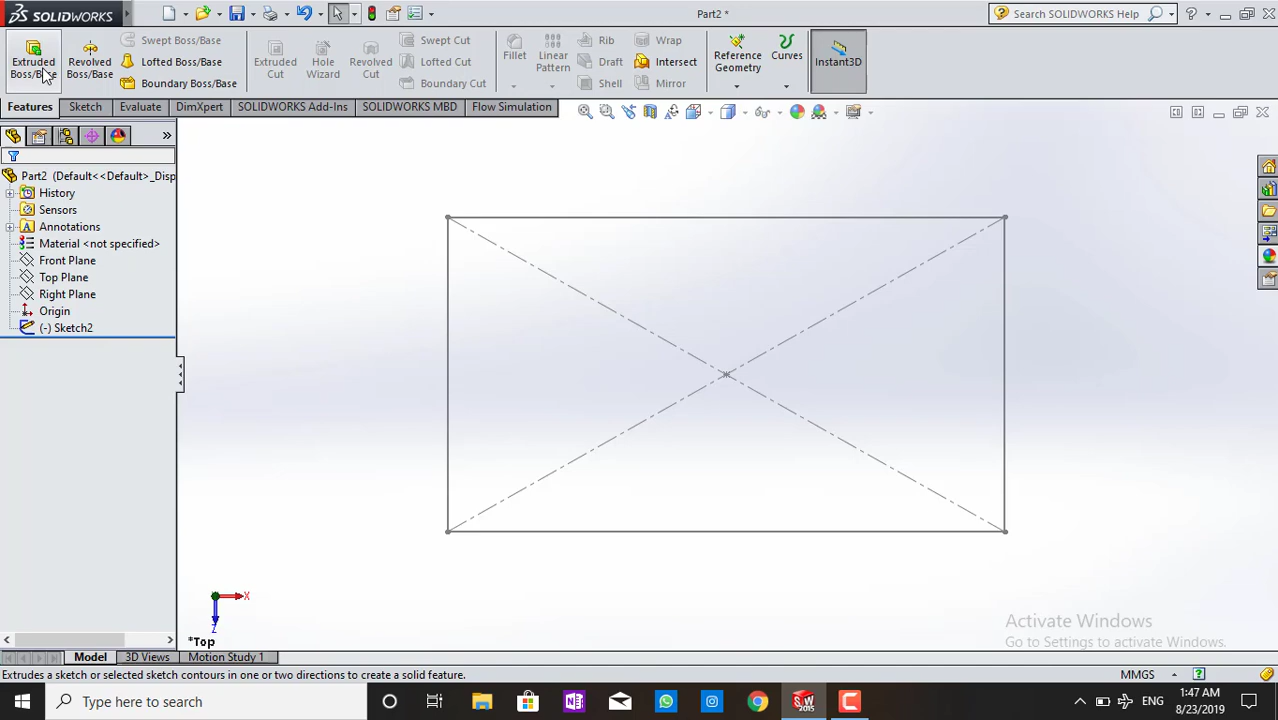 SOLIDWORKS
Part2 *
Search SOLIDWORKS Help
Extruded Boss/Base
Revolved Boss/Base
Swept Boss/Base
Lofted Boss/Base
Boundary Boss/Base
Extruded Cut
Hole Wizard
Revolved Cut
Swept Cut
Lofted Cut
Boundary Cut
Fillet
Linear Pattern
Rib
Draft
Shell
Wrap
Intersect
Mirror
Reference Geometry
Curves
Instant3D
Features Sketch Evaluate DimXpert SOLIDWORKS Add-Ins SOLIDWORKS MBD Flow Simulation
Part2 (Default<<Default>_Disp
History
Sensors
Annotations
Material <not specified>
Front Plane
Top Plane
Right Plane
Origin
(-) Sketch2
X
Z
*Top
Activate Windows
Go to Settings to activate Windows.
Model 3D Views Motion Study 1
Extrudes a sketch or selected sketch contours in one or two directions to create a solid feature.
MMGS
Type here to search
SW 2015
ENG
1:47 AM
8/23/2019